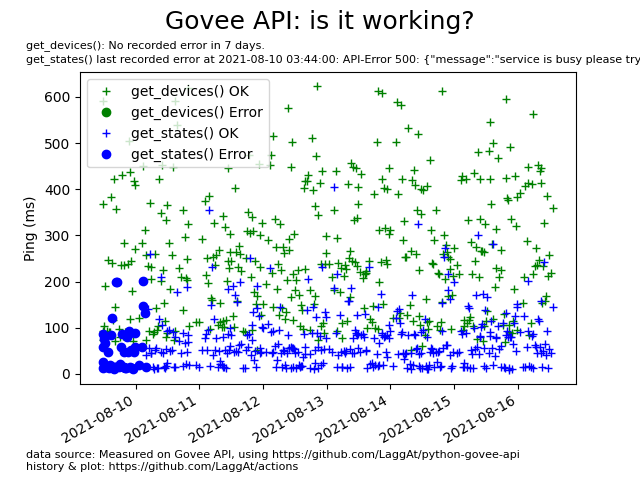 Govee API: is it working?
get_devices(): No recorded error in 7 days.
get_states() last recorded error at 2021-08-10 03:44:00: API-Error 500: {"message":"service is busy please try
get_devices() OK
get_devices() Error
get_states() OK
get_states() Error
Ping (ms)
600
500
400
300
200
100
0
2021-08-10
2021-08-11
2021-08-12
2021-08-13
2021-08-14
2021-08-15
2021-08-16
data source: Measured on Govee API, using https://github.com/LaggAt/python-govee-api
history & plot: https://github.com/LaggAt/actions